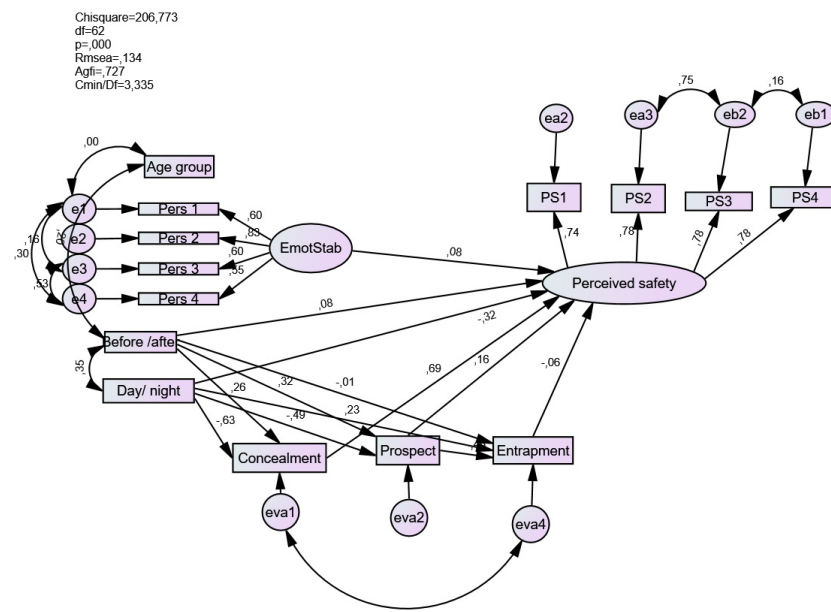 Chisquare=206,773
df=62
p=,000
Rmsea=,134
Agfi=,727
Cmin/Df=3,335
,75
,16
ea2
ea3
eb2
eb1
,00
Age group
PS1
PS2
PS3
PS4
e1
Pers 1
,60
,74
,78
,78
,78
,16
e2
Pers 2
,83
EmotStab
,08
,30
e3
Pers 3
,60
Perceived safety
,53
e4
Pers 4
,08
-,32
Before /afte
,35
,69
,16
-,06
Day/ night
,26
,32
-,01
-,63
-,49
,23
Concealment
Prospect
Entrapment
eva1
eva2
eva4